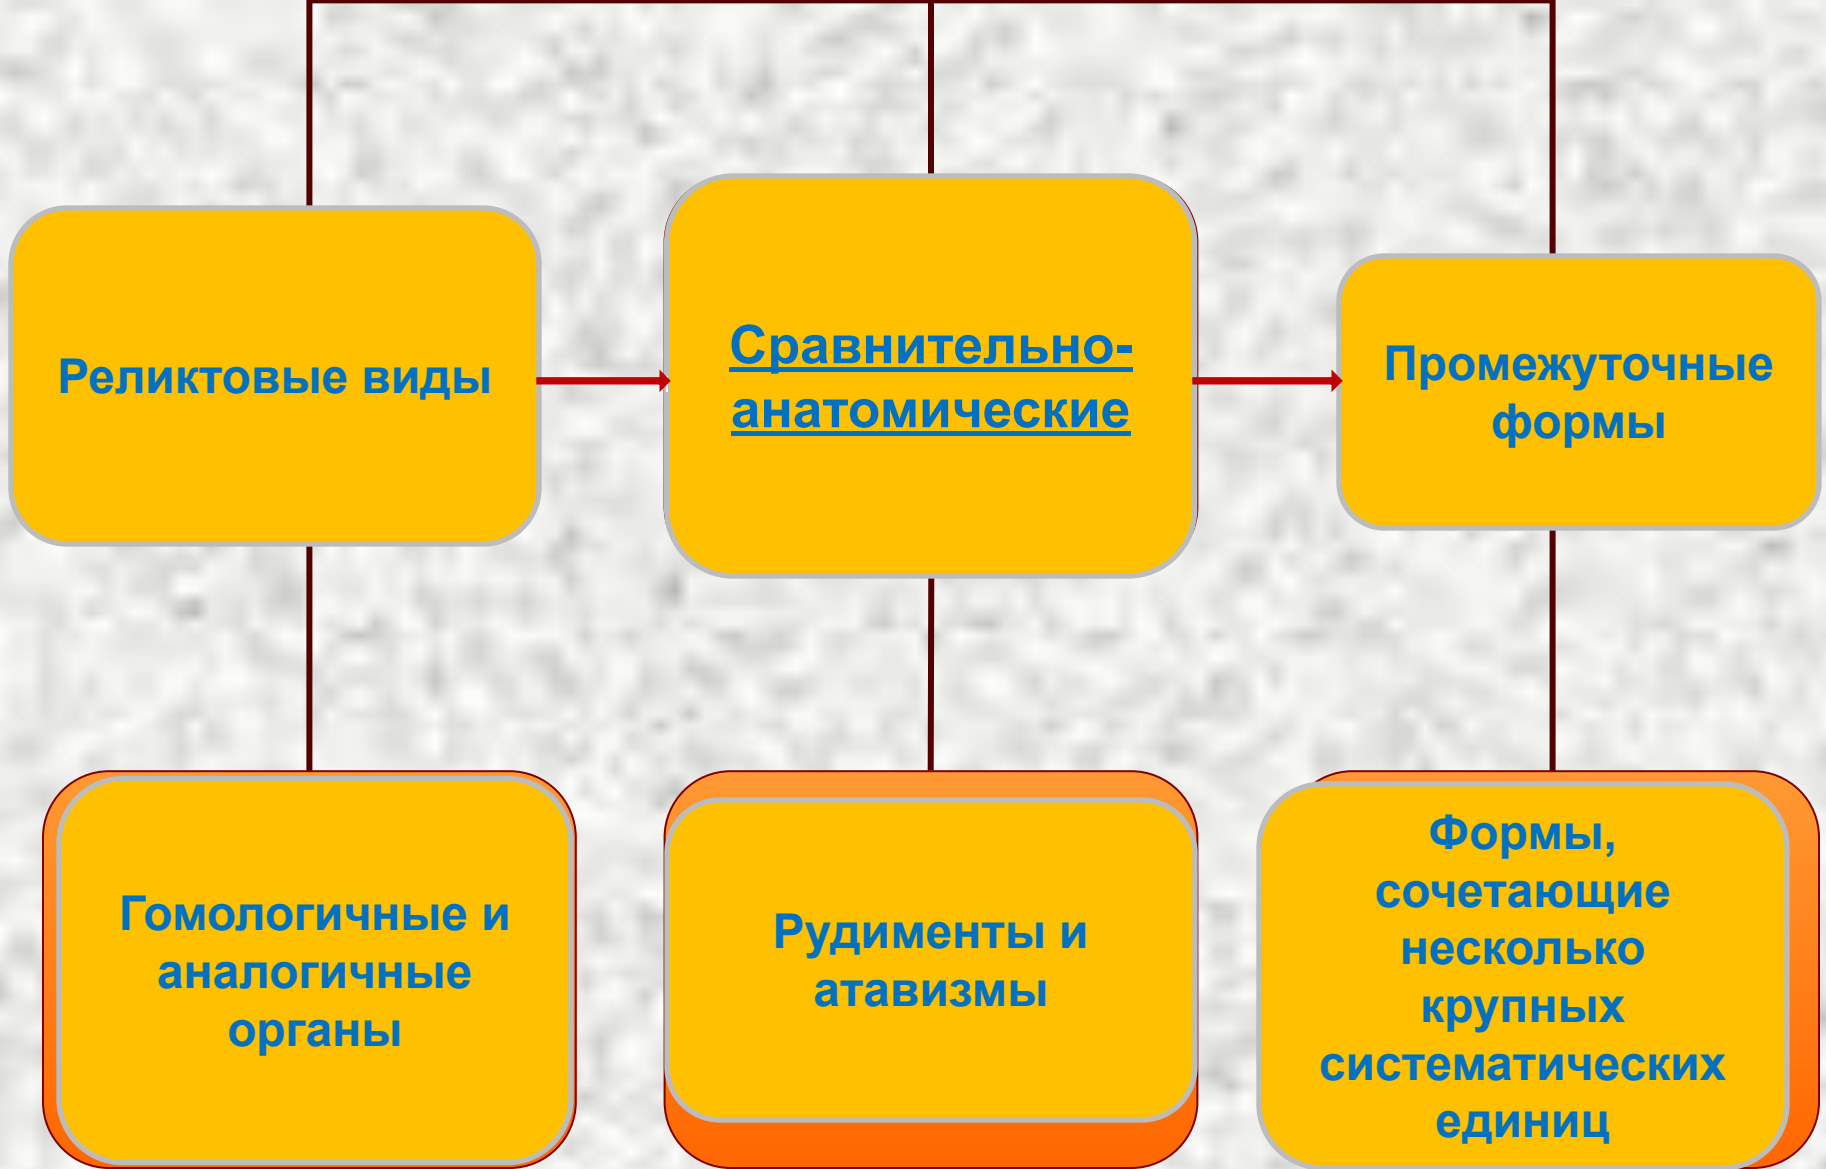 Реликтовые виды
Сравнительно-
анатомические
Промежуточные
формы
Гомологичные и
аналогичные
органы
Рудименты и
атавизмы
Формы,
сочетающие
несколько
крупных
систематических
единиц